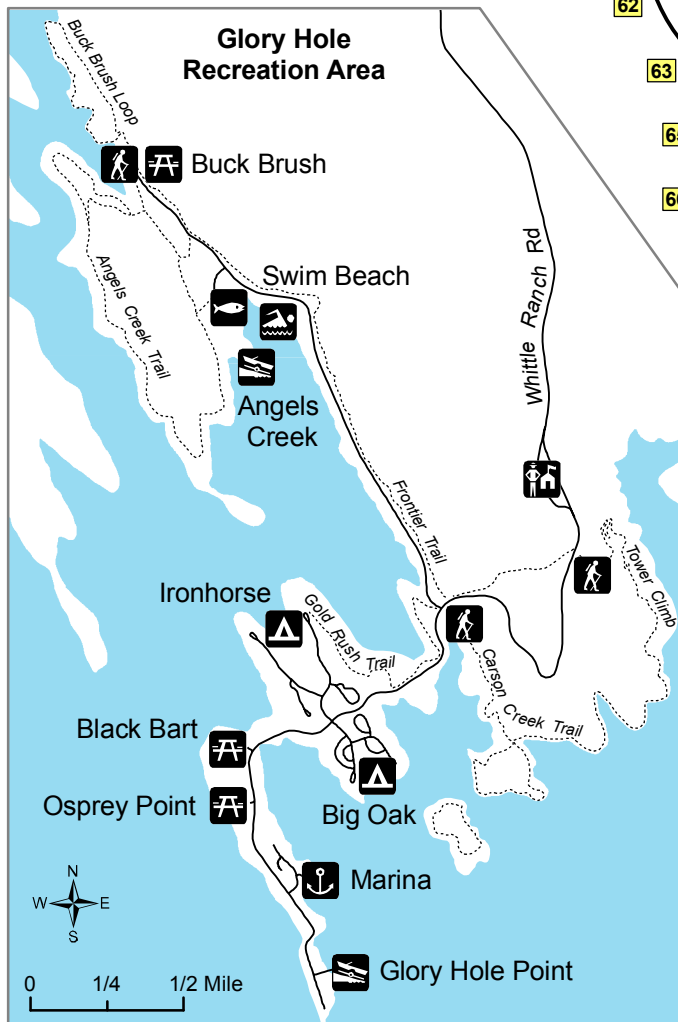 Glory Hole
Recreation Area
62
63
Buck Brush Loop
Buck Brush
Angels Creek Trail
Swim Beach
Whittle Ranch Rd
Angels
Creek
Frontier Trail
Tower Climb
Ironhorse
Gold Rush Trail
Carson Creek Trail
Black Bart
Osprey Point
Big Oak
Marina
N
W E
S
Glory Hole Point
0 1/4 1/2 Mile